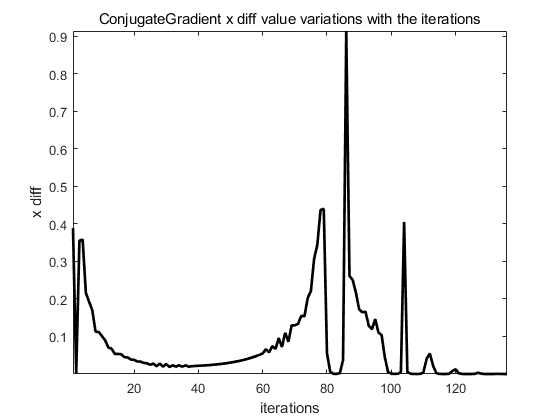 ConjugateGradient x diff value variations with the iterations
0.9
0.8
0.7
0.6
0.5
0.4
0.3
0.2
0.1
x diff
20 40 60 80 100 120
iterations